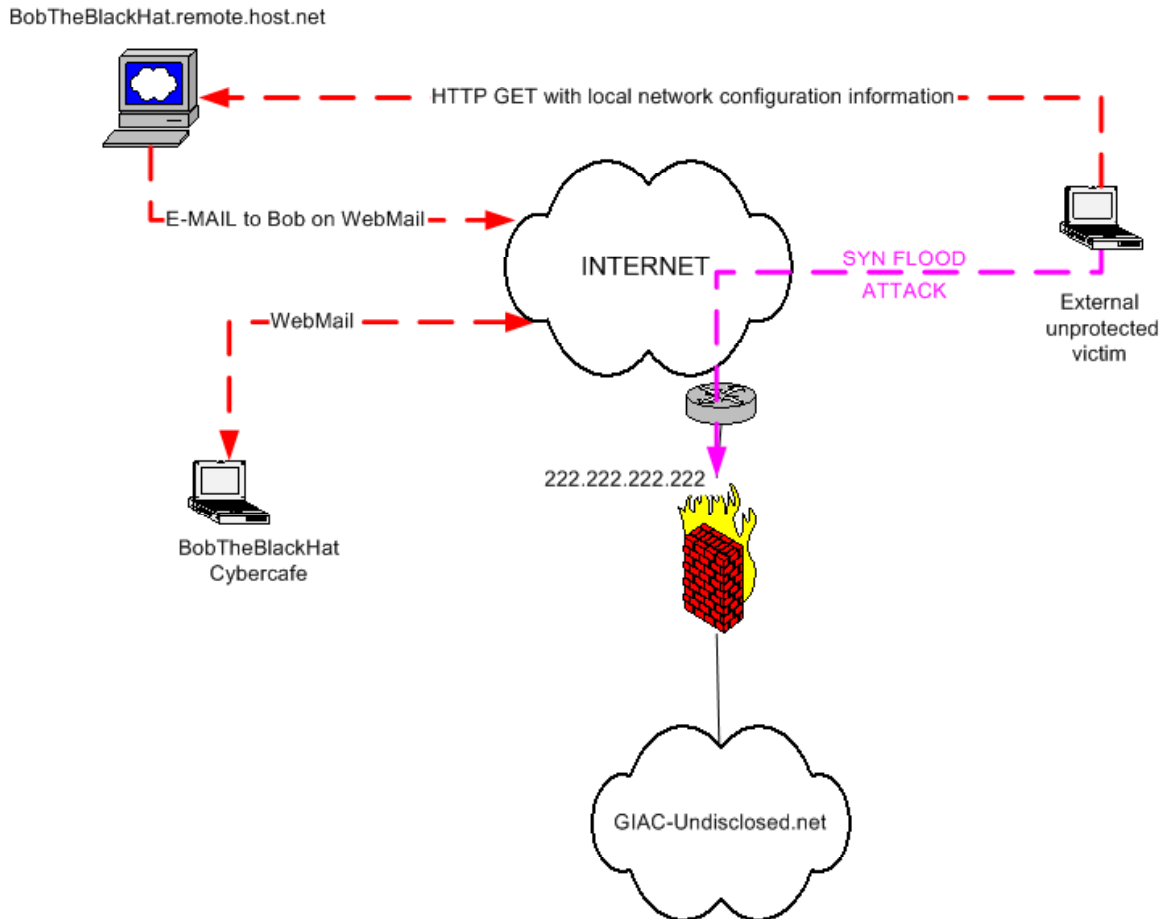 BobTheBlackHat.remote.host.net
HTTP GET with local network configuration information
E-MAIL to Bob on WebMail
INTERNET
SYN FLOOD
ATTACK
External
unprotected
victim
WebMail
222.222.222.222
BobTheBlackHat
Cybercafe
GIAC-Undisclosed.net